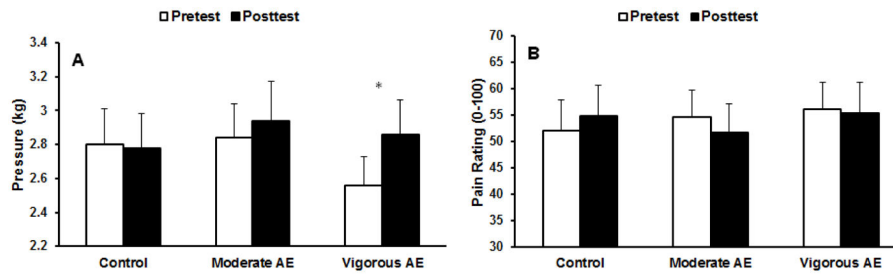 Pretest Posttest
A
3.4
3.2
3
2.8
2.6
2.4
2.2
Pressure (kg)
*
Control Moderate AE Vigorous AE
Pretest Posttest
B
70
65
60
55
50
45
40
35
30
Pain Rating (0-100)
Control Moderate AE Vigorous AE